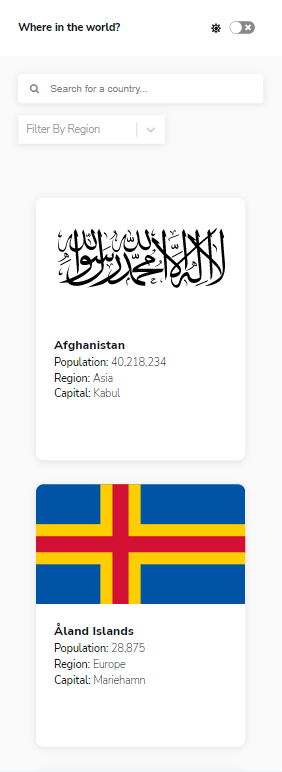 Where in the world?
Search for a country...
Filter By Region
لا إله إلا الله محمد رسول الله
Afghanistan
Population: 40,218,234
Region: Asia
Capital: Kabul
Åland Islands
Population: 28,875
Region: Europe
Capital: Mariehamn